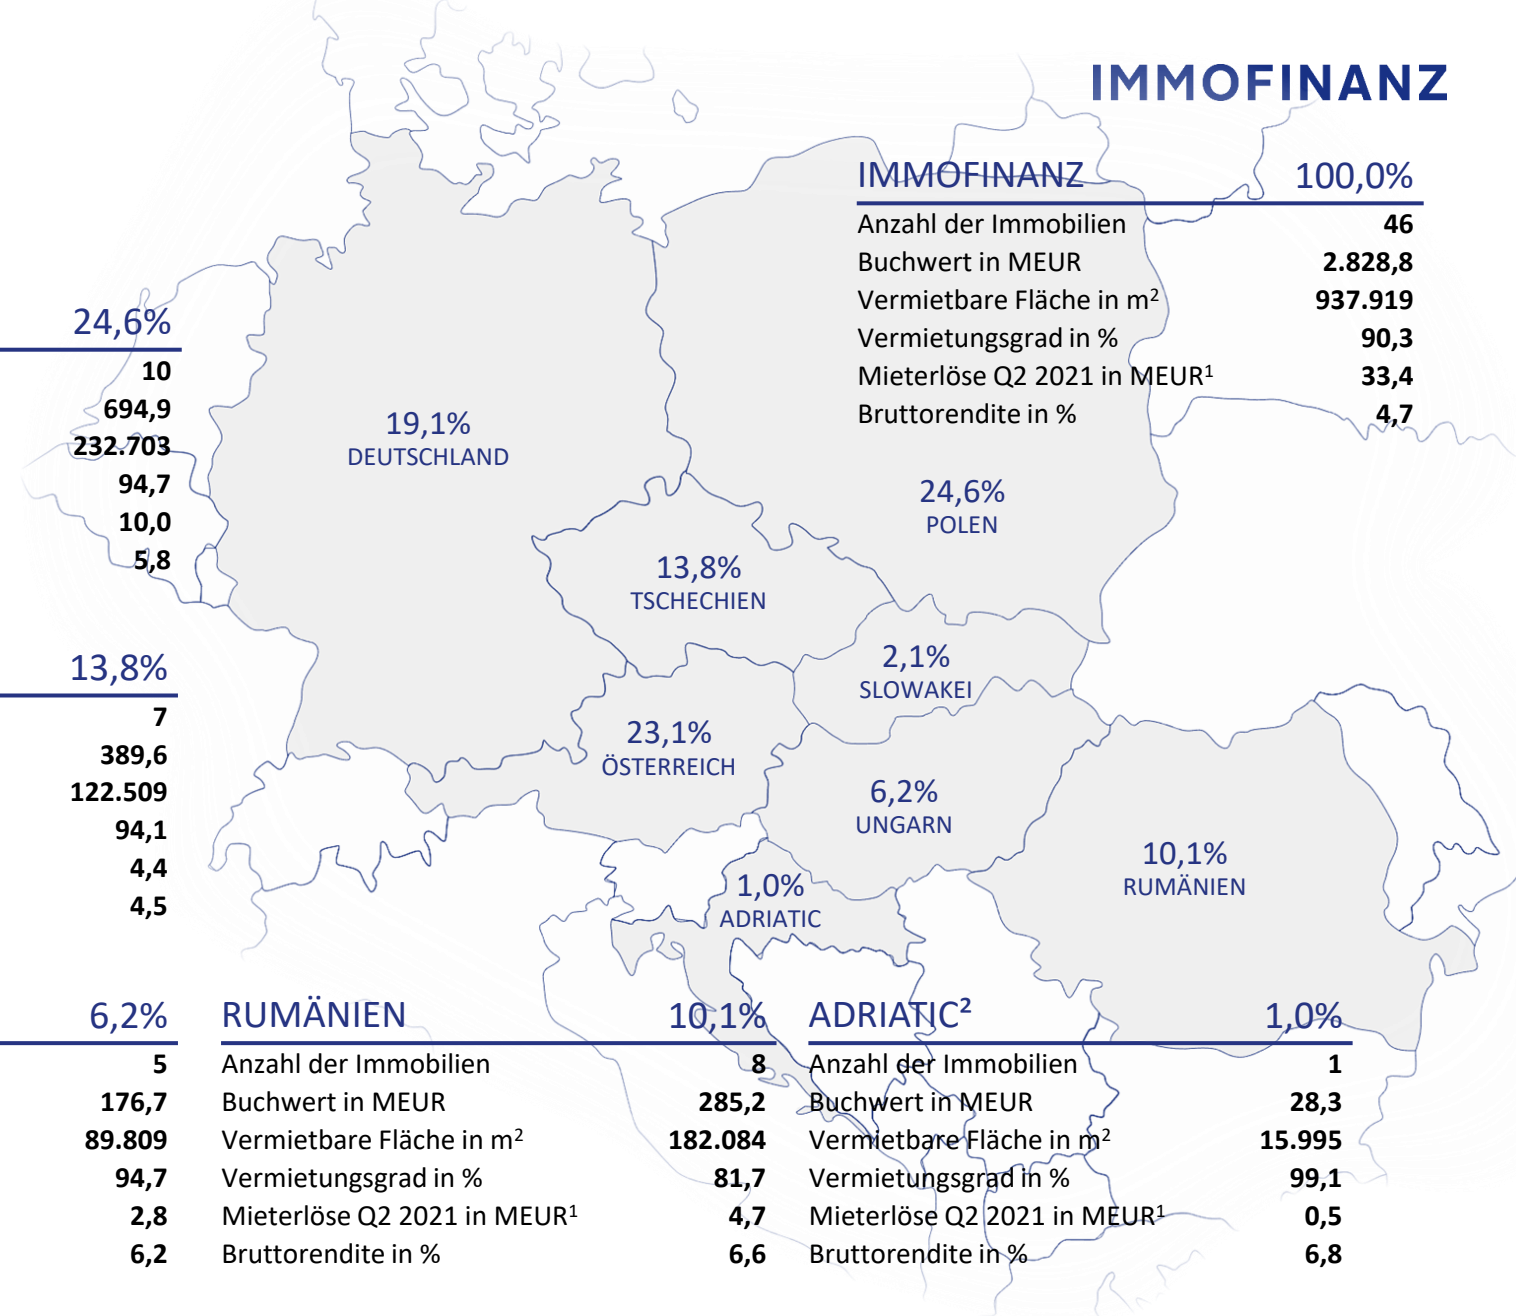 IMMOFINANZ
IMMOFINANZ 100,0%
Anzahl der Immobilien 46
Buchwert in MEUR 2.828,8
Vermietbare Fläche in m² 937.919
Vermietungsgrad in % 90,3
Mieterlöse Q2 2021 in MEUR¹ 33,4
Bruttorendite in % 4,7
24,6%
10
694,9
232.703
94,7
10,0
5,8
19,1%
DEUTSCHLAND
24,6%
POLEN
13,8%
TSCHECHIEN
2,1%
SLOWAKEI
23,1%
ÖSTERREICH
6,2%
UNGARN
10,1%
RUMÄNIEN
1,0%
ADRIATIC
13,8%
7
389,6
122.509
94,1
4,4
4,5
6,2%
5
176,7
89.809
94,7
2,8
6,2
RUMÄNIEN 10,1%
Anzahl der Immobilien 8
Buchwert in MEUR 285,2
Vermietbare Fläche in m² 182.084
Vermietungsgrad in % 81,7
Mieterlöse Q2 2021 in MEUR¹ 4,7
Bruttorendite in % 6,6
ADRIATIC² 1,0%
Anzahl der Immobilien 1
Buchwert in MEUR 28,3
Vermietbare Fläche in m² 15.995
Vermietungsgrad in % 99,1
Mieterlöse Q2 2021 in MEUR¹ 0,5
Bruttorendite in % 6,8